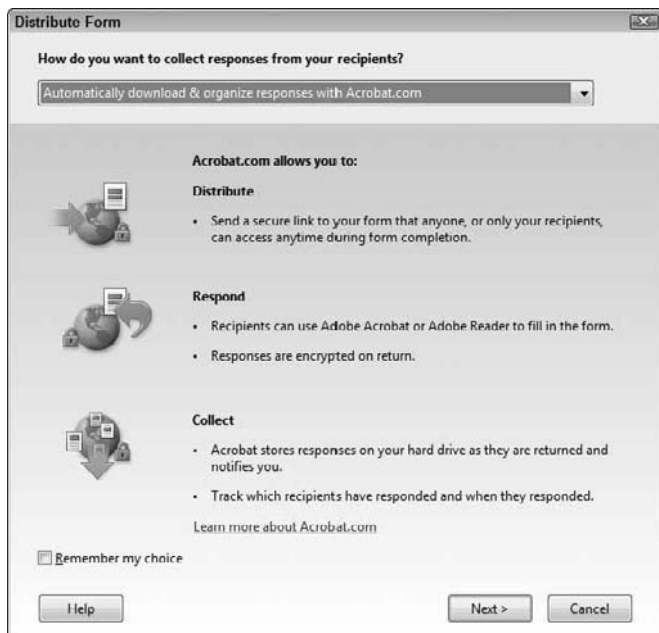 Distribute Form
How do you want to collect responses from your recipients?
Automatically download & organize responses with Acrobat.com
Acrobat.com allows you to:
Distribute
• Send a secure link to your form that anyone, or only your recipients,
can access anytime during form completion.
Respond
• Recipients can use Adobe Acrobat or Adobe Reader to fill in the form.
• Responses are encrypted on return.
Collect
• Acrobat stores responses on your hard drive as they are returned and
notifies you.
• Track which recipients have responded and when they responded.
Learn more about Acrobat.com
Remember my choice
Help Next > Cancel